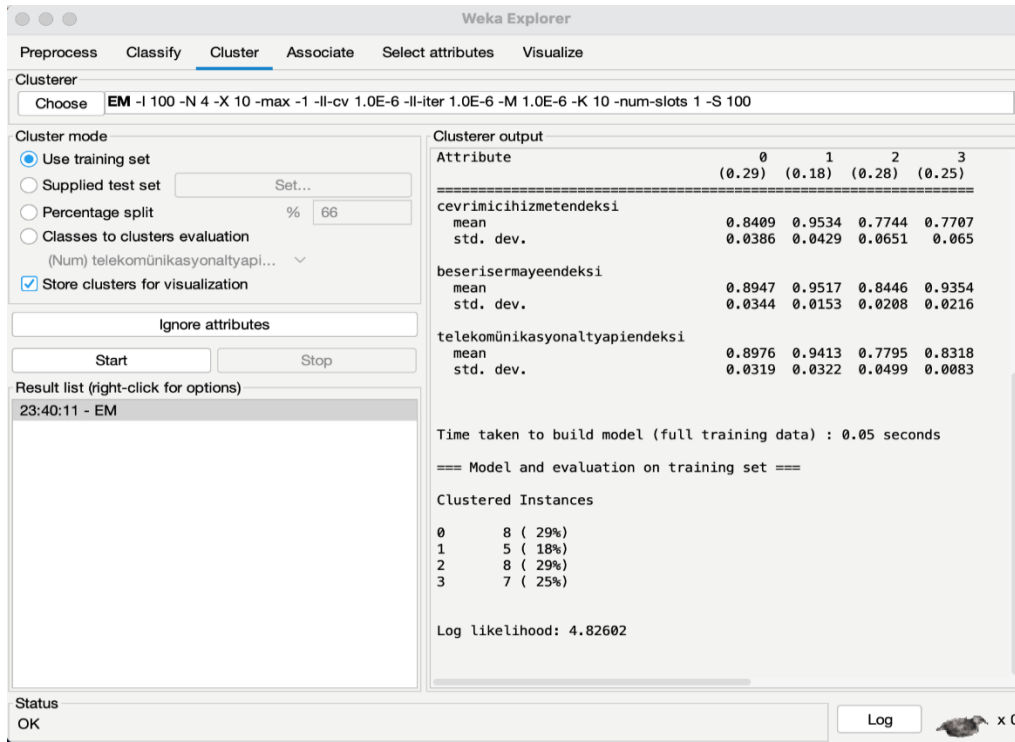 Weka Explorer
Preprocess Classify Cluster Associate Select attributes Visualize
Clusterer
Choose EM -I 100 -N 4 -X 10 -max -1 -ll-cv 1.0E-6 -ll-iter 1.0E-6 -M 1.0E-6 -K 10 -num-slots 1 -S 100
Cluster mode
Use training set
Supplied test set Set...
Percentage split % 66
Classes to clusters evaluation
(Num) telekomünikasyonaltyapi...
Store clusters for visualization
Ignore attributes
Start Stop
Result list (right-click for options)
23:40:11 - EM
Clusterer output
Attribute 0 1 2 3
(0.29) (0.18) (0.28) (0.25)
=================================================================
cevrimicihizmetendeksi
mean 0.8409 0.9534 0.7744 0.7707
std. dev. 0.0386 0.0429 0.0651 0.065
beserisermayeendeksi
mean 0.8947 0.9517 0.8446 0.9354
std. dev. 0.0344 0.0153 0.0208 0.0216
telekomünikasyonaltyapiendeksi
mean 0.8976 0.9413 0.7795 0.8318
std. dev. 0.0319 0.0322 0.0499 0.0083
Time taken to build model (full training data) : 0.05 seconds
=== Model and evaluation on training set ===
Clustered Instances
0 8 ( 29%)
1 5 ( 18%)
2 8 ( 29%)
3 7 ( 25%)
Log likelihood: 4.82602
Status
OK
Log x 0